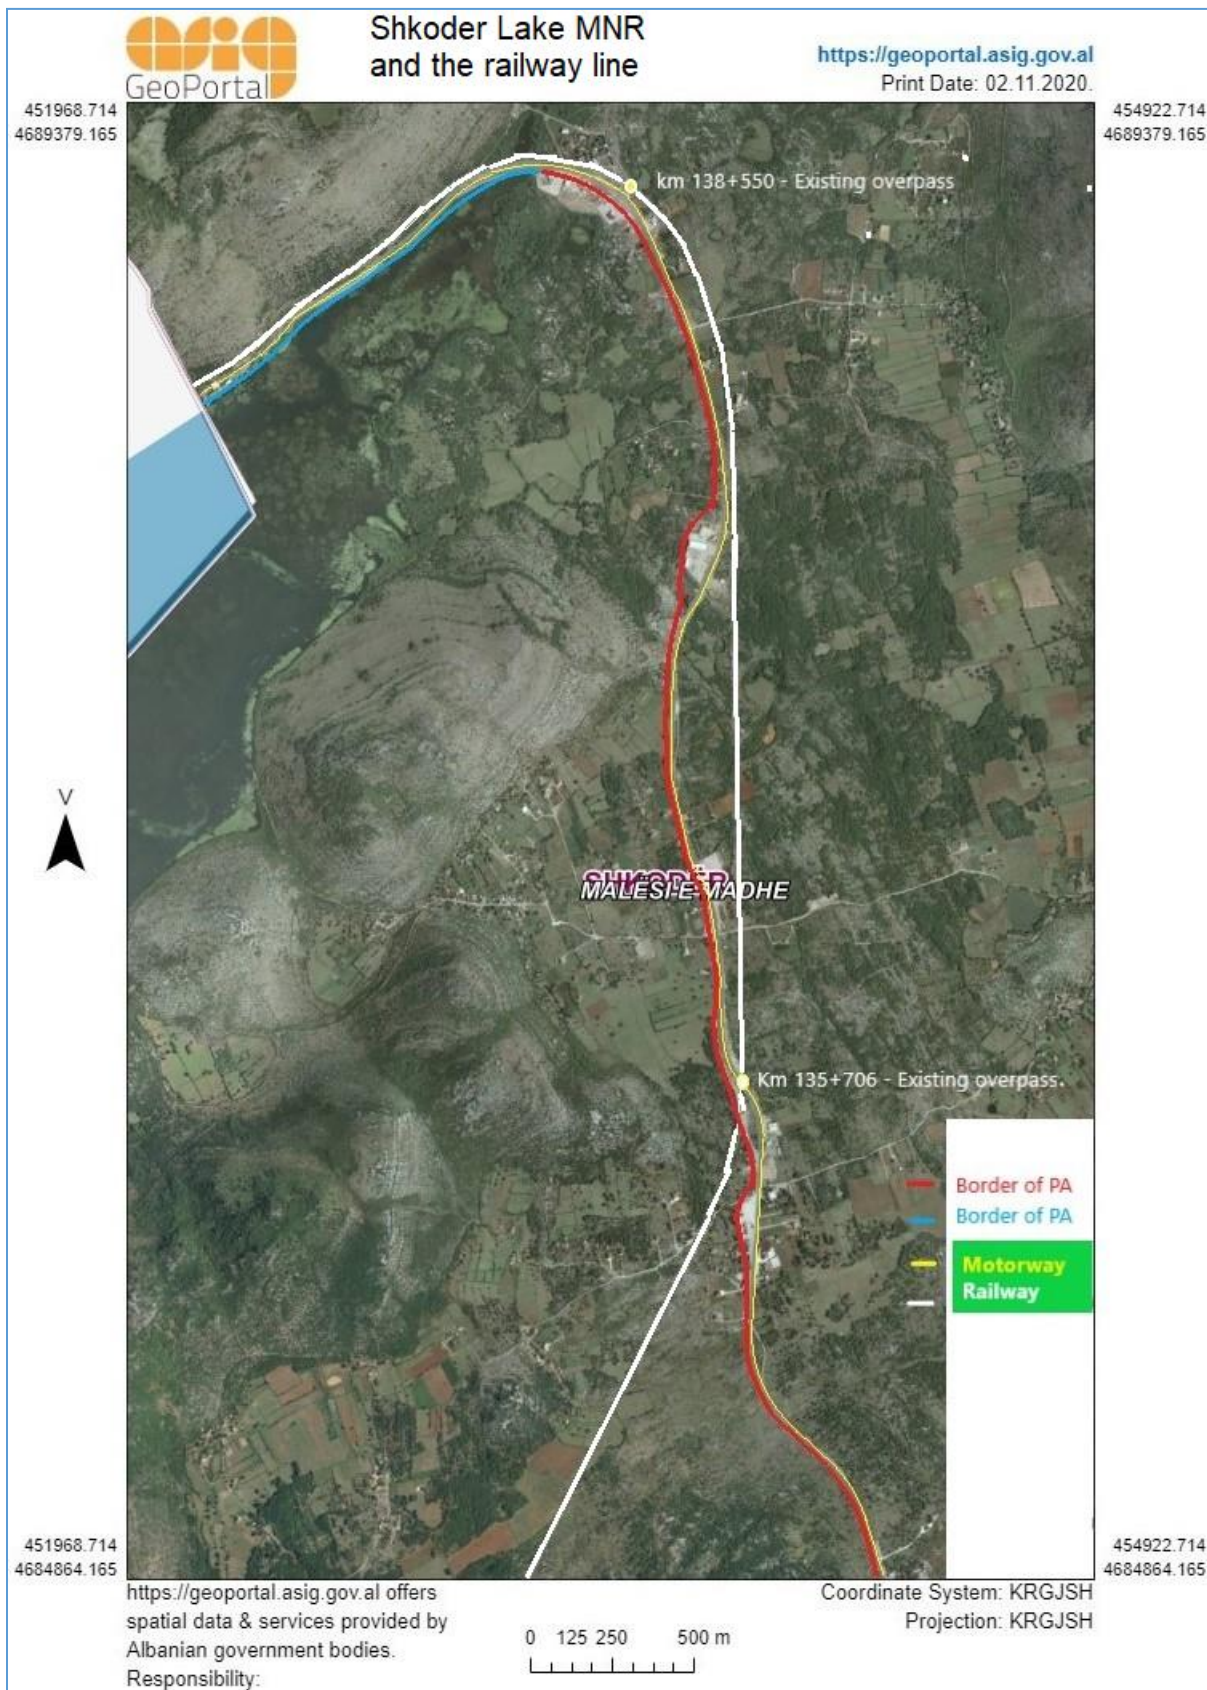 asig
GeoPortal
Shkoder Lake MNR
and the railway line
https://geoportal.asig.gov.al
Print Date: 02.11.2020.
451968.714
4689379.165
454922.714
4689379.165
km 138+550 - Existing overpass
V
SHKODËR
MALËSI-E-MADHE
Km 135+706 - Existing overpass.
Border of PA
Border of PA
Motorway
Railway
451968.714
4684864.165
454922.714
4684864.165
https://geoportal.asig.gov.al offers
spatial data & services provided by
Albanian government bodies.
Responsibility:
0 125 250 500 m
Coordinate System: KRGJSH
Projection: KRGJSH